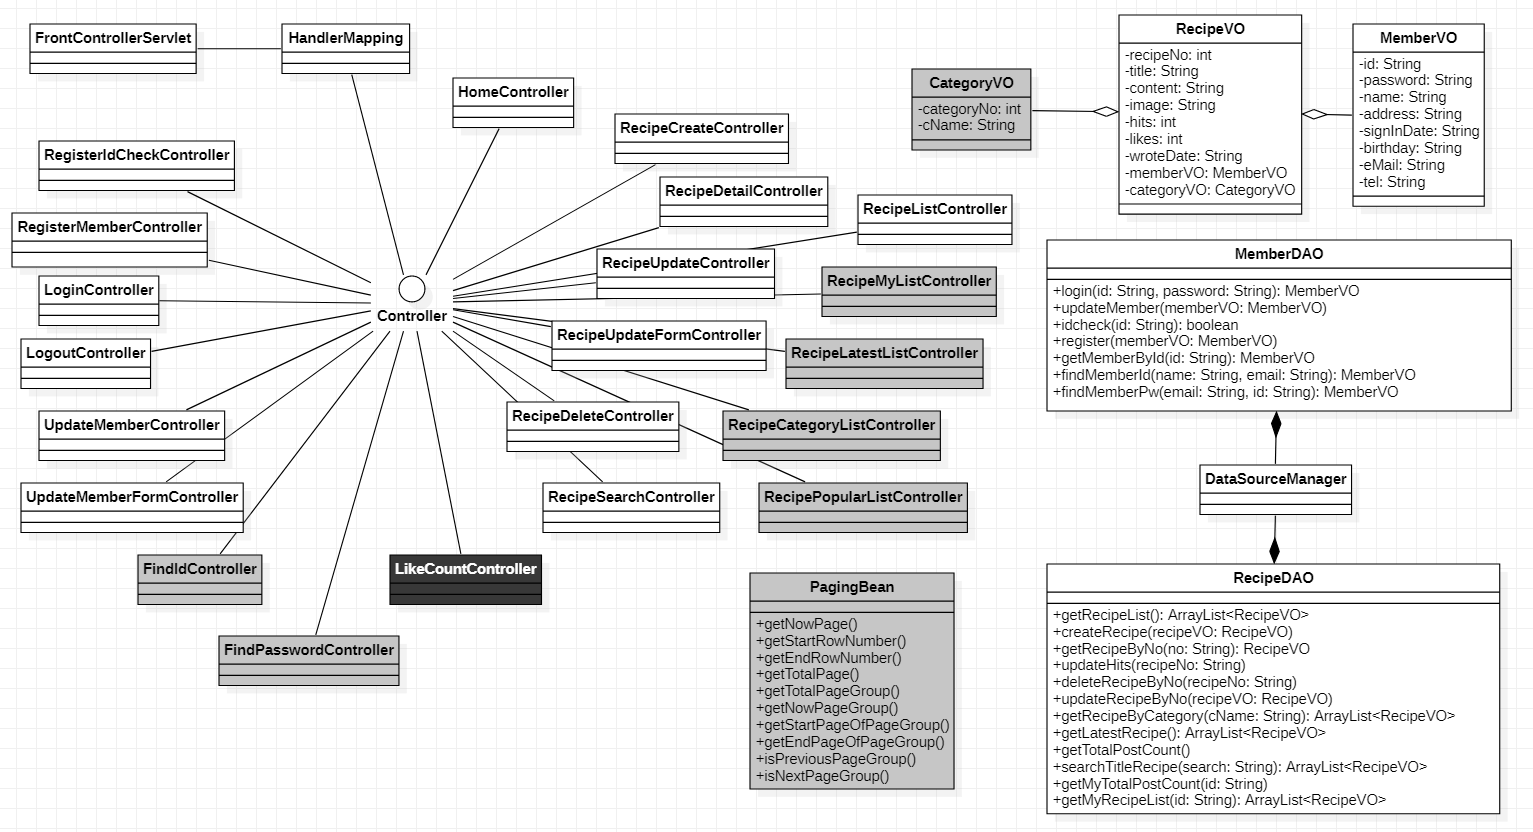 FrontControllerServlet
HandlerMapping
HomeController
RegisterIdCheckController
RegisterMemberController
LoginController
LogoutController
UpdateMemberController
UpdateMemberFormController
FindIdController
FindPasswordController
LikeCountController
Controller
RecipeCreateController
RecipeDetailController
RecipeListController
RecipeUpdateController
RecipeMyListController
RecipeUpdateFormController
RecipeLatestListController
RecipeDeleteController
RecipeCategoryListController
RecipeSearchController
RecipePopularListController
CategoryVO
-categoryNo: int
-cName: String
RecipeVO
-recipeNo: int
-title: String
-content: String
-image: String
-hits: int
-likes: int
-wroteDate: String
-memberVO: MemberVO
-categoryVO: CategoryVO
MemberVO
-id: String
-password: String
-name: String
-address: String
-signInDate: String
-birthday: String
-eMail: String
-tel: String
MemberDAO
+login(id: String, password: String): MemberVO
+updateMember(memberVO: MemberVO)
+idcheck(id: String): boolean
+register(memberVO: MemberVO)
+getMemberById(id: String): MemberVO
+findMemberId(name: String, email: String): MemberVO
+findMemberPw(email: String, id: String): MemberVO
DataSourceManager
PagingBean
+getNowPage()
+getStartRowNumber()
+getEndRowNumber()
+getTotalPage()
+getTotalPageGroup()
+getNowPageGroup()
+getStartPageOfPageGroup()
+getEndPageOfPageGroup()
+isPreviousPageGroup()
+isNextPageGroup()
RecipeDAO
+getRecipeList(): ArrayList<RecipeVO>
+createRecipe(recipeVO: RecipeVO)
+getRecipeByNo(no: String): RecipeVO
+updateHits(recipeNo: String)
+deleteRecipeByNo(recipeNo: String)
+updateRecipeByNo(recipeVO: RecipeVO)
+getRecipeByCategory(cName: String): ArrayList<RecipeVO>
+getLatestRecipe(): ArrayList<RecipeVO>
+getTotalPostCount()
+searchTitleRecipe(search: String): ArrayList<RecipeVO>
+getMyTotalPostCount(id: String)
+getMyRecipeList(id: String): ArrayList<RecipeVO>